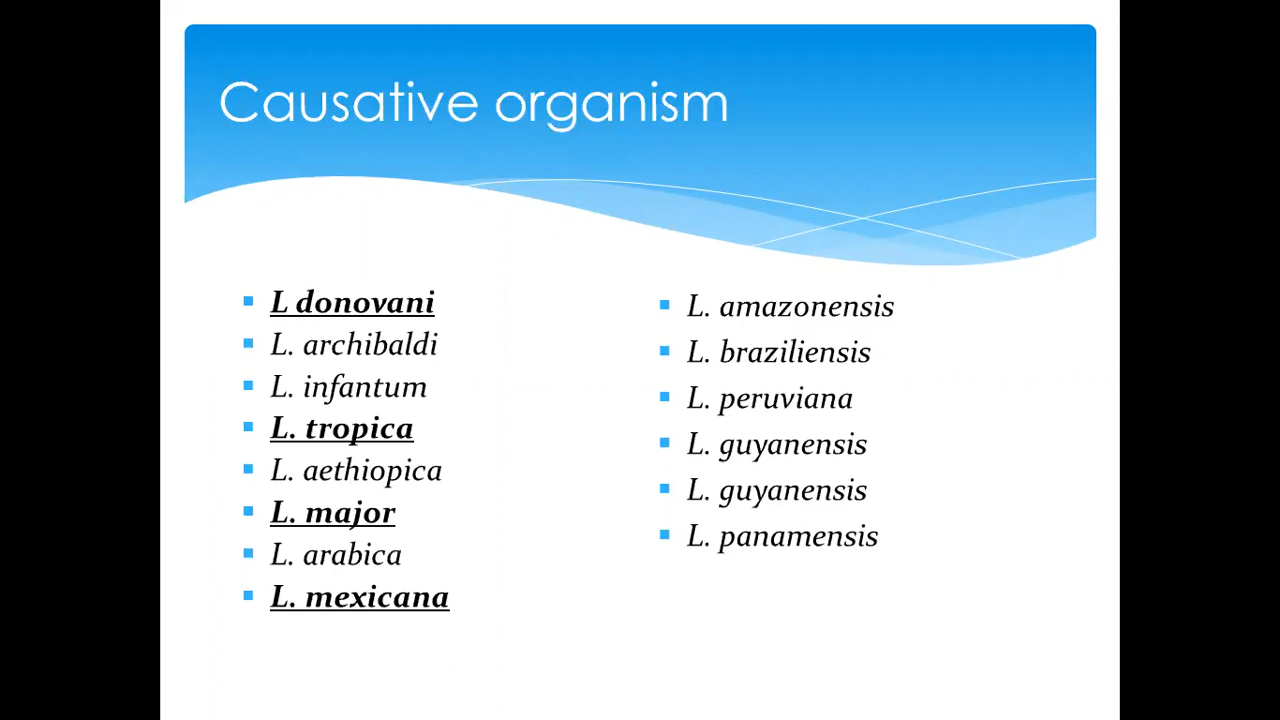 Causative organism
L donovani
L. archibaldi
L. infantum
L. tropica
L. aethiopica
L. major
L. arabica
L. mexicana
L. amazonensis
L. braziliensis
L. peruviana
L. guyanensis
L. guyanensis
L. panamensis